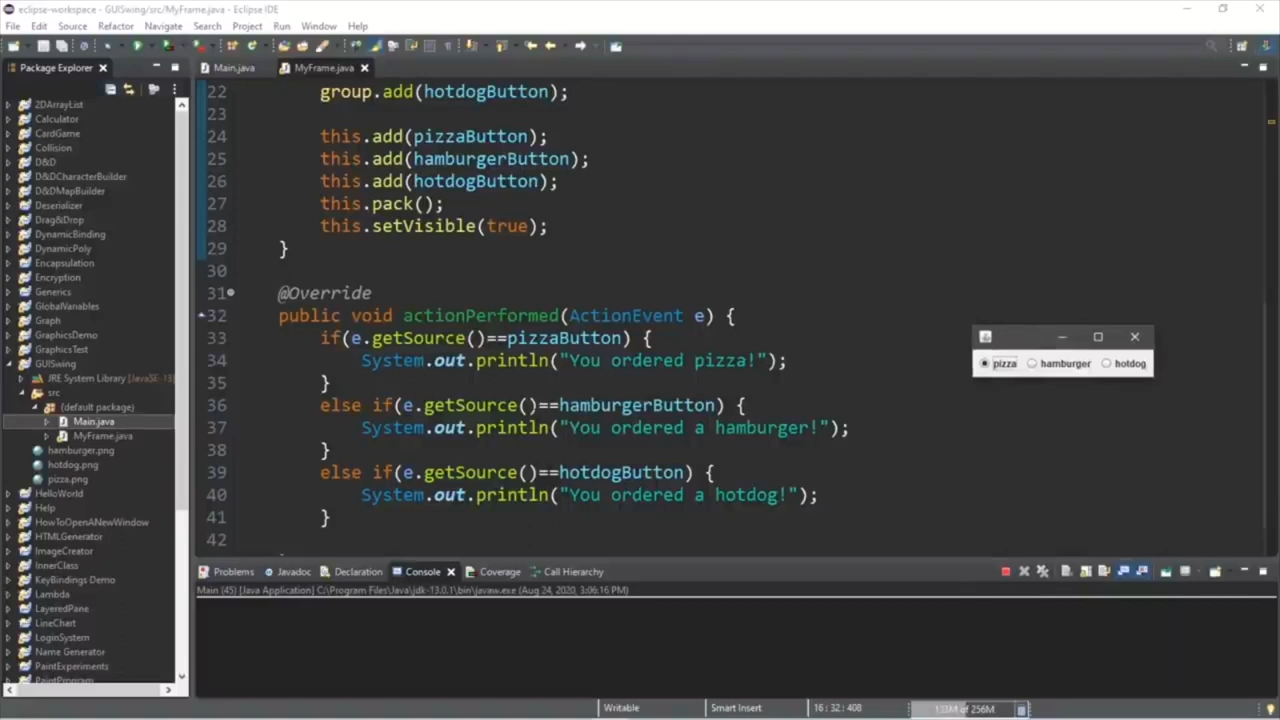 eclipse-workspace - GUISwing/src/MyFrame.java - Eclipse IDE
File Edit Source Refactor Navigate Search Project Run Window Help
Package Explorer
Main.java
MyFrame.java
2DArrayList
Calculator
CardGame
Collision
D&D
D&DCharacterBuilder
D&DMapBuilder
Deserializer
Drag&Drop
DynamicBinding
DynamicPoly
Encapsulation
Encryption
Generics
GlobalVariables
Graph
GraphicsDemo
GraphicsTest
GUISwing
JRE System Library [JavaSE-13]
src
(default package)
Main.java
MyFrame.java
hamburger.png
hotdog.png
pizza.png
HelloWorld
Help
HowToOpenANewWindow
HTMLGenerator
ImageCreator
InnerClass
KeyBindings Demo
Lambda
LayeredPane
LineChart
LoginSystem
Name Generator
PaintExperiments
PaintProgram
22 group.add(hotdogButton);
23
24 this.add(pizzaButton);
25 this.add(hamburgerButton);
26 this.add(hotdogButton);
27 this.pack();
28 this.setVisible(true);
29 }
30
31 @Override
32 public void actionPerformed(ActionEvent e) {
33 if(e.getSource()==pizzaButton) {
34 System.out.println("You ordered pizza!");
35 }
36 else if(e.getSource()==hamburgerButton) {
37 System.out.println("You ordered a hamburger!");
38 }
39 else if(e.getSource()==hotdogButton) {
40 System.out.println("You ordered a hotdog!");
41 }
42
pizza hamburger hotdog
Problems Javadoc Declaration Console Coverage Call Hierarchy
Main (45) [Java Application] C:\Program Files\Java\jdk-13.0.1\bin\javaw.exe (Aug 24, 2020, 3:06:16 PM)
Writable Smart Insert 16 : 32 : 408 133M of 256M